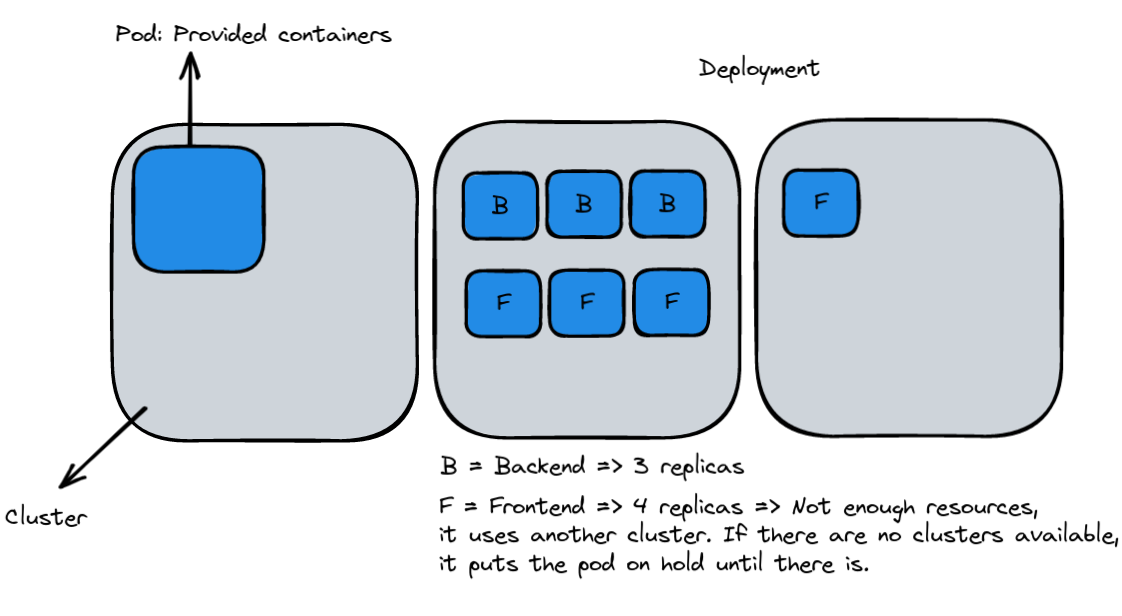 Pod: Provided containers
Deployment
B
B
B
F
F
F
F
Cluster
B = Backend => 3 replicas
F = Frontend => 4 replicas => Not enough resources,
it uses another cluster. If there are no clusters available,
it puts the pod on hold until there is.